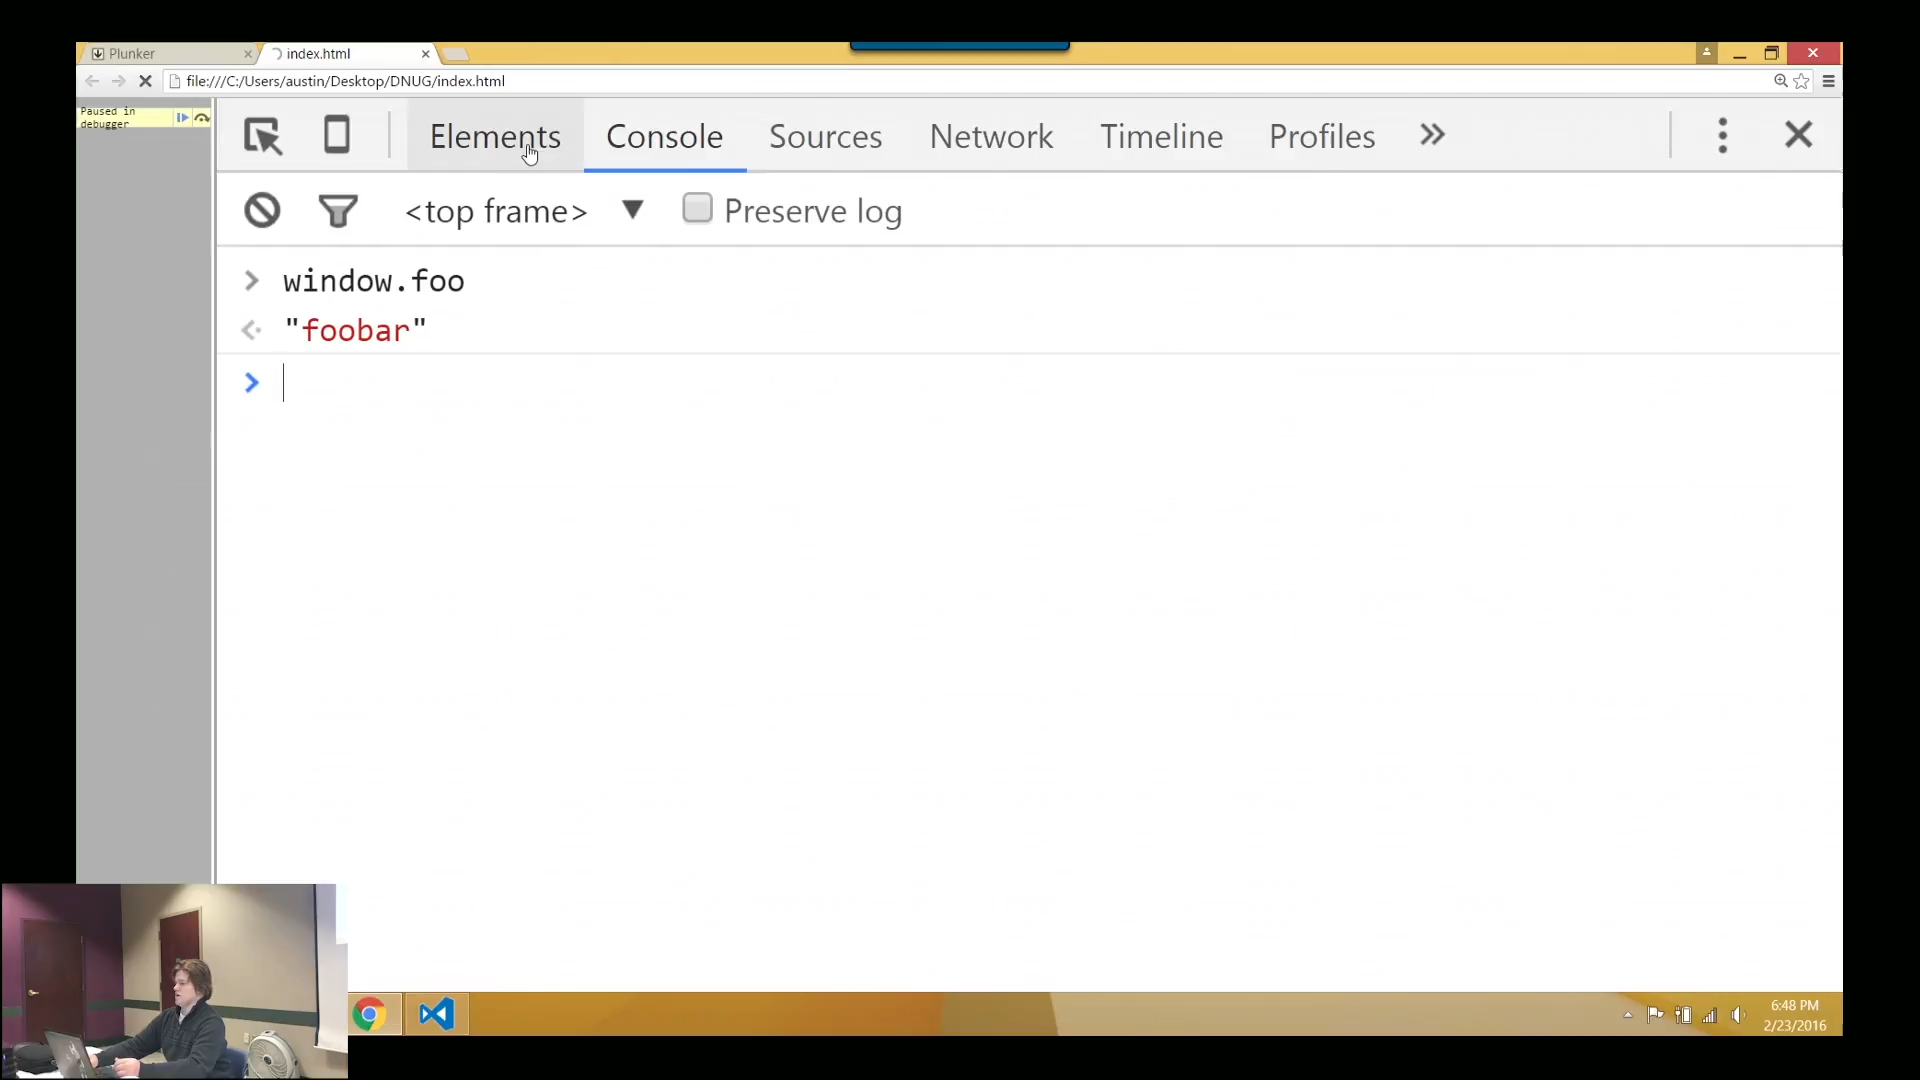 Plunker
index.html
file:///C:/Users/austin/Desktop/DNUG/index.html
Paused in
debugger
Elements Console Sources Network Timeline Profiles »
<top frame> ▼ Preserve log
> window.foo
"foobar"
>
6:48 PM
2/23/2016